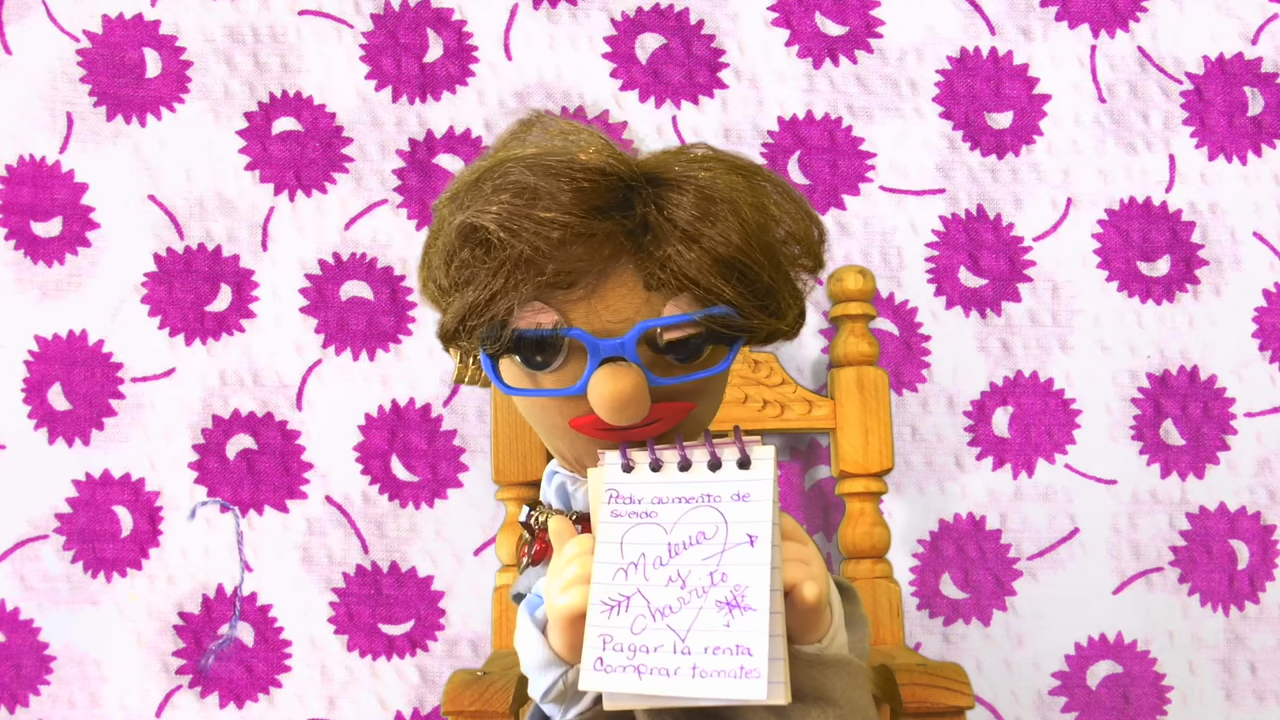 Pedir aumento de
sueldo
Matena
y
Charrito
Pagar la renta
Comprar tomates